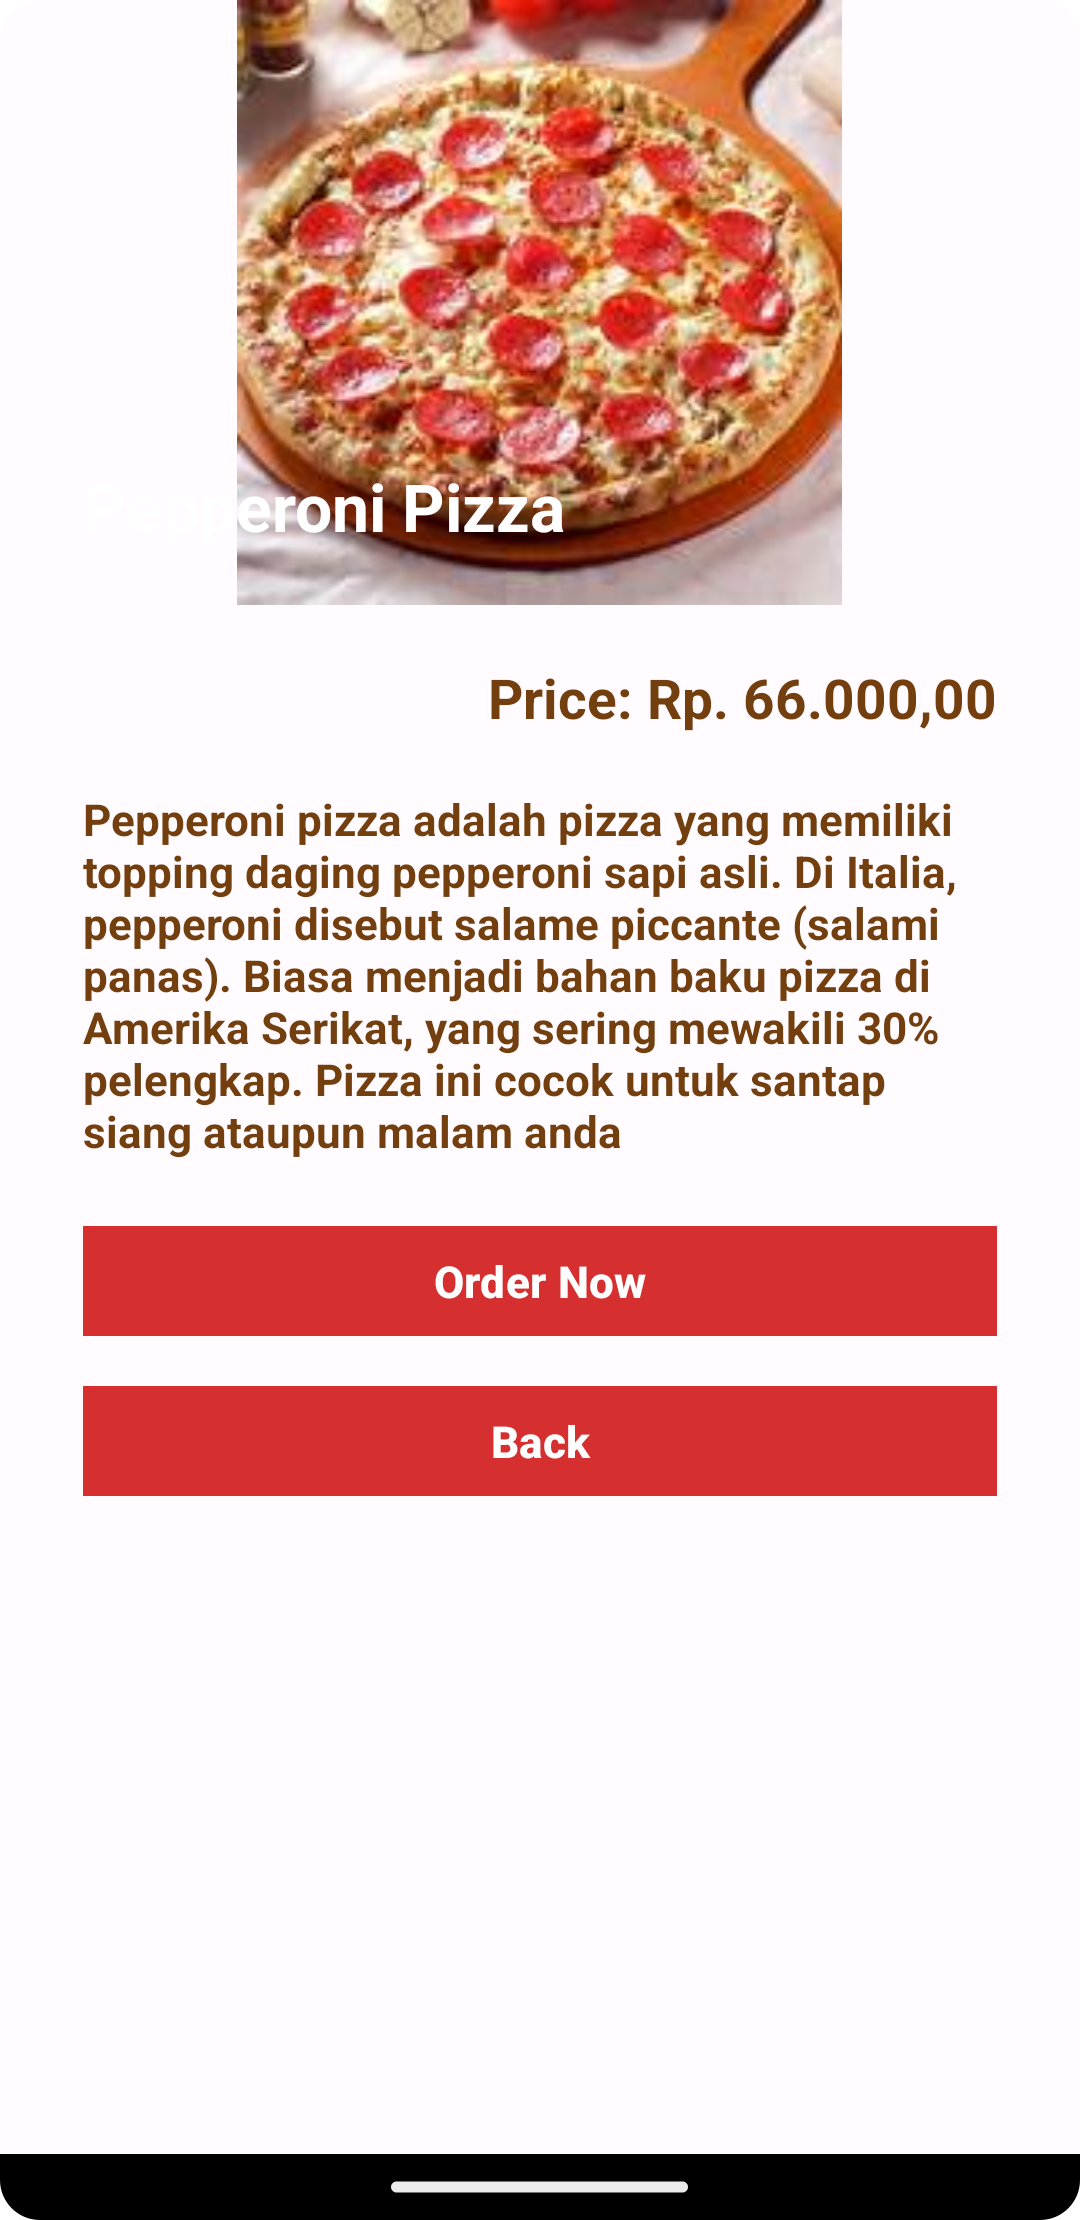 Pepperoni Pizza
Price: Rp. 66.000,00
Pepperoni pizza adalah pizza yang memiliki
topping daging pepperoni sapi asli. Di Italia,
pepperoni disebut salame piccante (salami
panas). Biasa menjadi bahan baku pizza di
Amerika Serikat, yang sering mewakili 30%
pelengkap. Pizza ini cocok untuk santap
siang ataupun malam anda
Order Now
Back